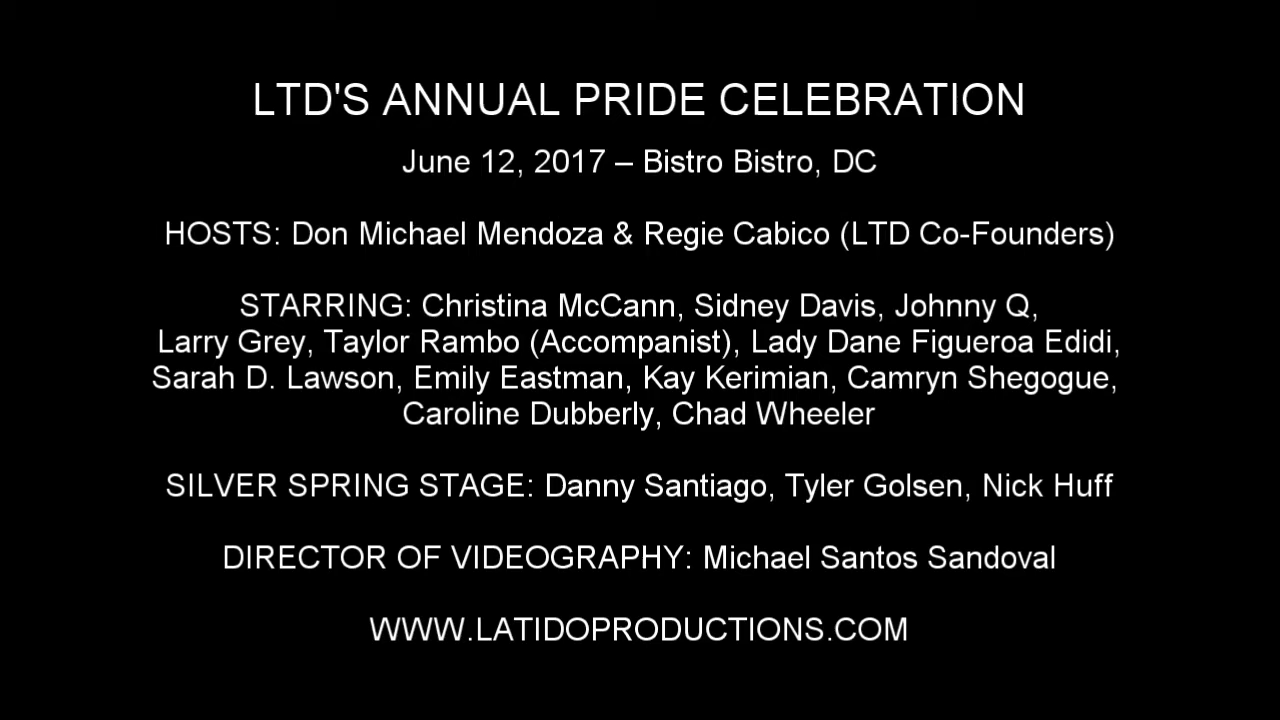 LTD'S ANNUAL PRIDE CELEBRATION
June 12, 2017 – Bistro Bistro, DC
HOSTS: Don Michael Mendoza & Regie Cabico (LTD Co-Founders)
STARRING: Christina McCann, Sidney Davis, Johnny Q,
Larry Grey, Taylor Rambo (Accompanist), Lady Dane Figueroa Edidi,
Sarah D. Lawson, Emily Eastman, Kay Kerimian, Camryn Shegogue,
Caroline Dubberly, Chad Wheeler
SILVER SPRING STAGE: Danny Santiago, Tyler Golsen, Nick Huff
DIRECTOR OF VIDEOGRAPHY: Michael Santos Sandoval
WWW.LATIDOPRODUCTIONS.COM